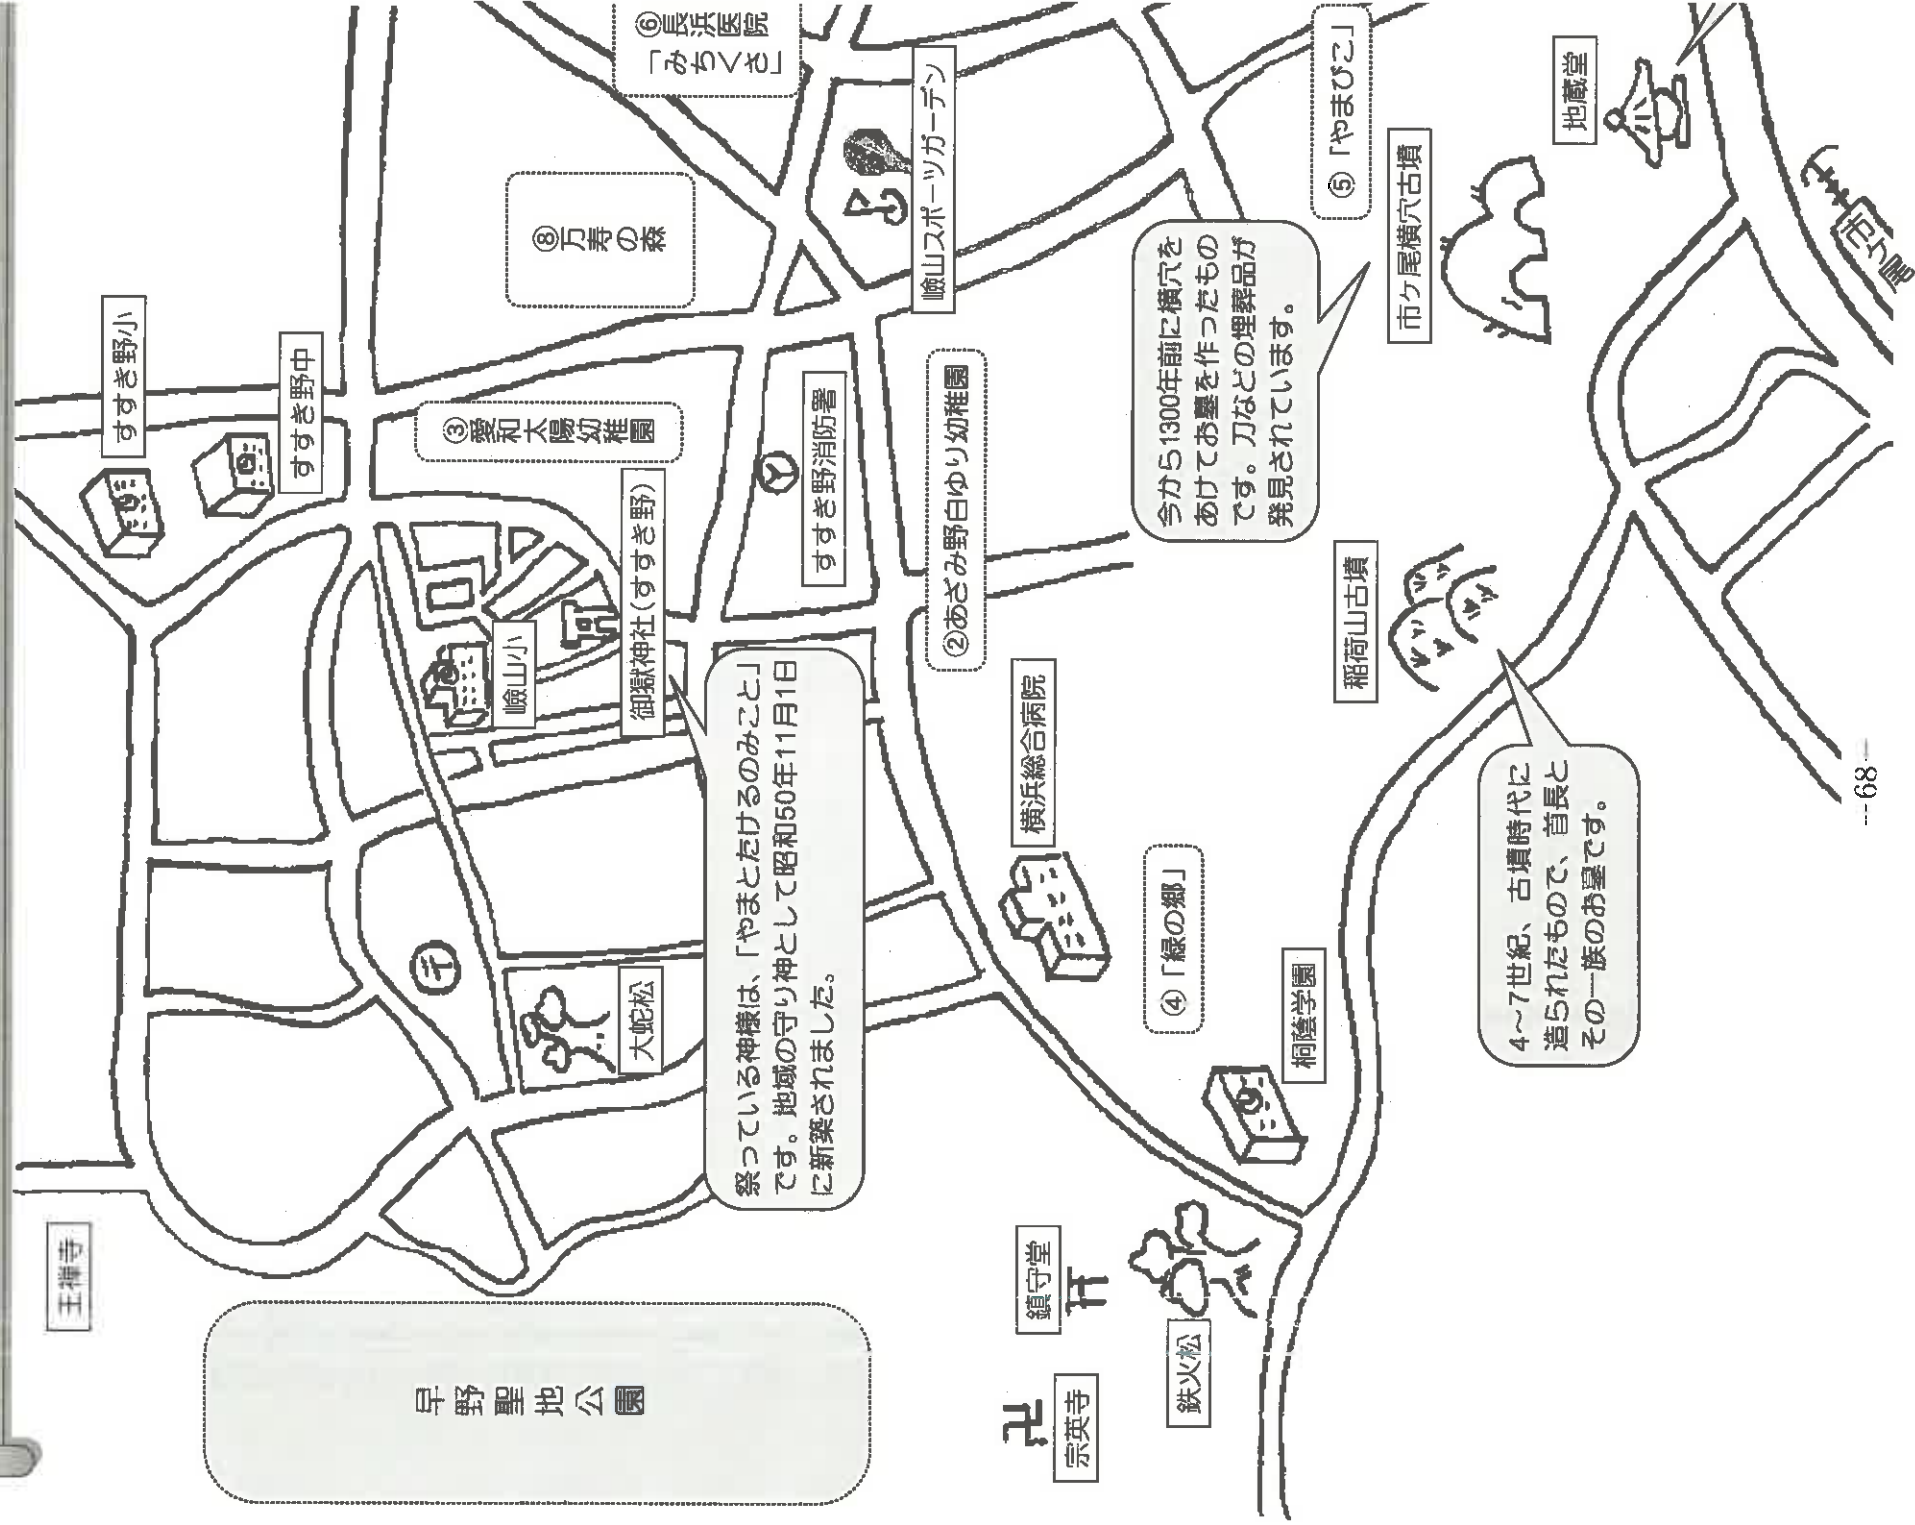 王禅寺
早野聖地公園
すすき野小
すすき野中
③愛和
太陽
幼稚園
⑧万寿の
森
⑥長浜医院
「みちくさ」
嶮山小
御獄神社(すすき野)
大蛇松
祭っている神様は、「やまとたけるのみこと」
です。地域の守り神として昭和50年11月1日
に新築されました。
すすき野消防署
嶮山スポーツガーデン
②あざみ野白ゆり幼稚園
横浜総合病院
④「緑の郷」
桐蔭学園
鎮守堂
宗英寺
鉄火松
今から1300年前に横穴を
あけてお墓を作ったもの
です。刀などの埋葬品が
発見されています。
⑤「やまびこ」
市ヶ尾横穴古墳
地蔵堂
稲荷山古墳
4〜7世紀、古墳時代に
造られたもので、首長と
その一族のお墓です。
市ヶ尾
68